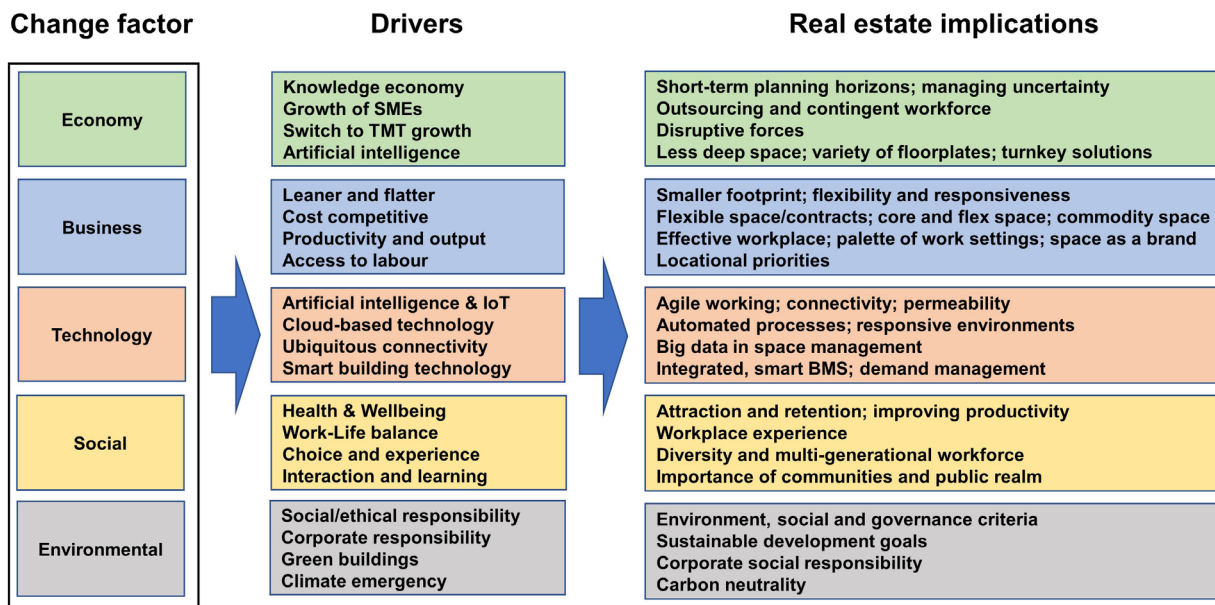 Change factor
Drivers
Real estate implications
Economy
Knowledge economy
Growth of SMEs
Switch to TMT growth
Artificial intelligence
Short-term planning horizons; managing uncertainty
Outsourcing and contingent workforce
Disruptive forces
Less deep space; variety of floorplates; turnkey solutions
Business
Leaner and flatter
Cost competitive
Productivity and output
Access to labour
Smaller footprint; flexibility and responsiveness
Flexible space/contracts; core and flex space; commodity space
Effective workplace; palette of work settings; space as a brand
Locational priorities
Technology
Artificial intelligence & IoT
Cloud-based technology
Ubiquitous connectivity
Smart building technology
Agile working; connectivity; permeability
Automated processes; responsive environments
Big data in space management
Integrated, smart BMS; demand management
Social
Health & Wellbeing
Work-Life balance
Choice and experience
Interaction and learning
Attraction and retention; improving productivity
Workplace experience
Diversity and multi-generational workforce
Importance of communities and public realm
Environmental
Social/ethical responsibility
Corporate responsibility
Green buildings
Climate emergency
Environment, social and governance criteria
Sustainable development goals
Corporate social responsibility
Carbon neutrality